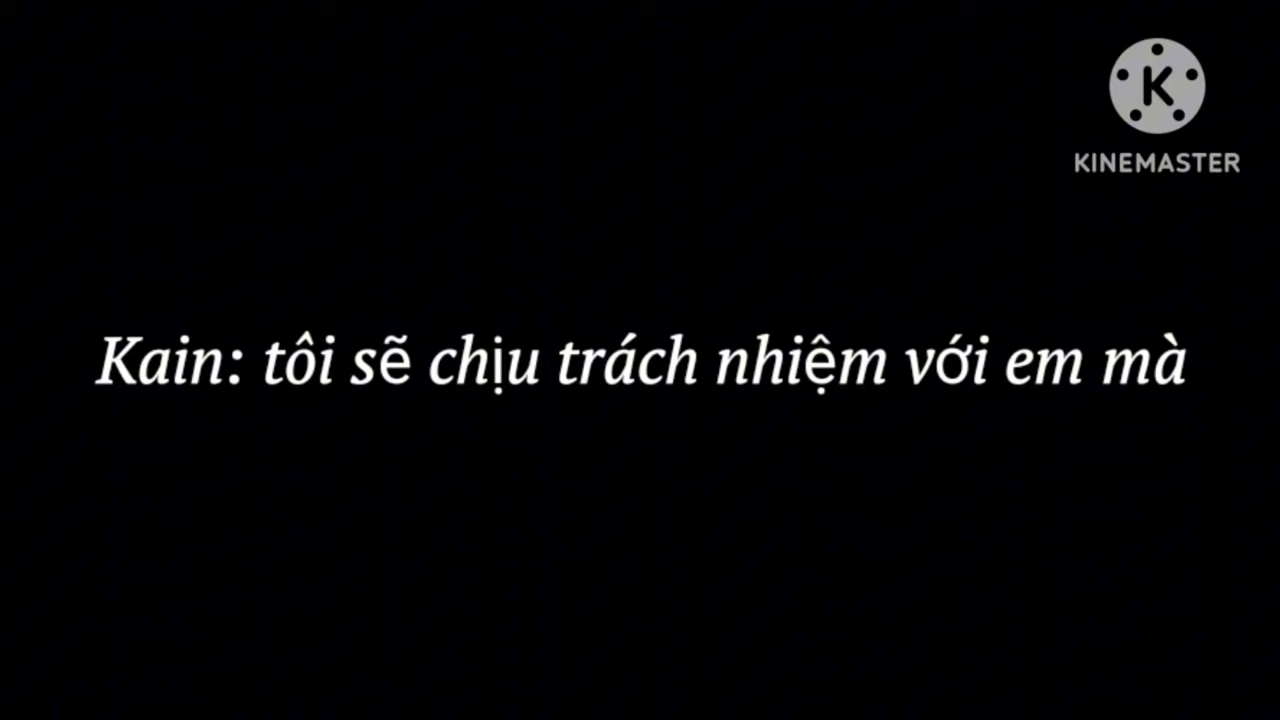 K
KINEMASTER
Kain: tôi sẽ chịu trách nhiệm với em mà